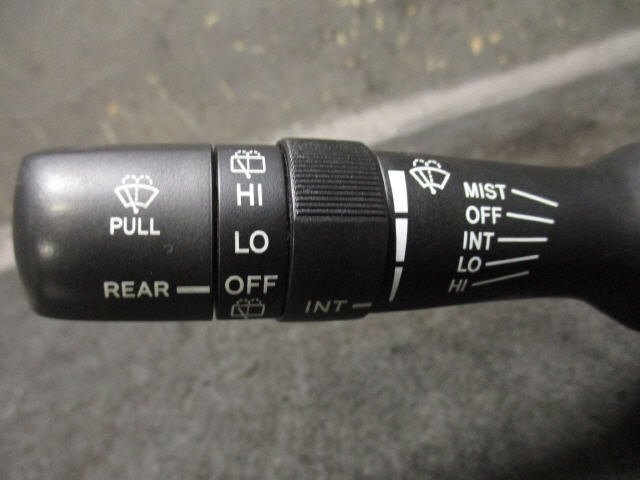 PULL
REAR
HI
LO
OFF
INT
MIST
OFF
INT
LO
HI